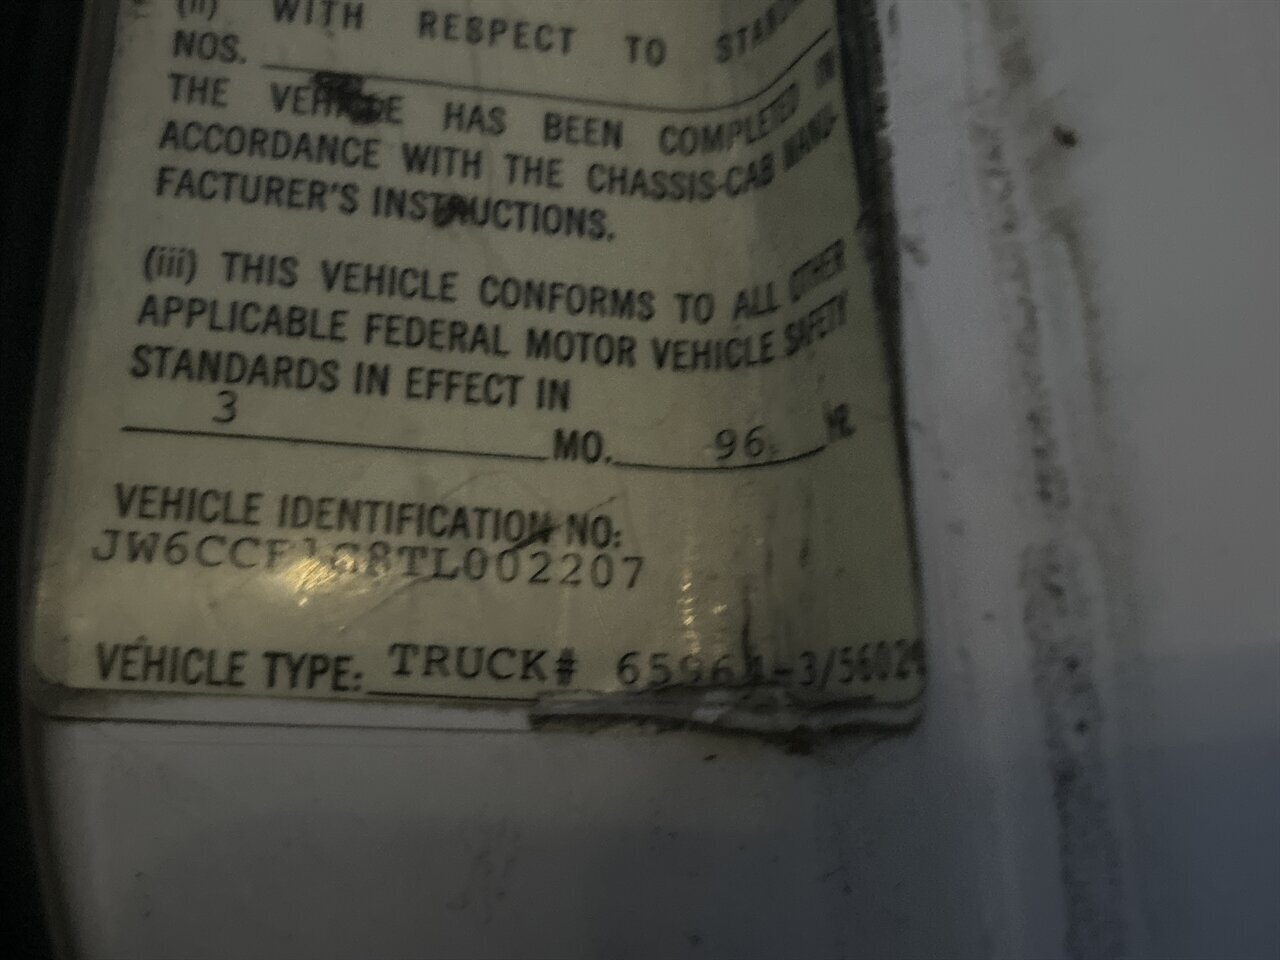 (ii) WITH RESPECT TO
NOS.
THE VEHICLE HAS BEEN COMPLETED IN
ACCORDANCE WITH THE CHASSIS-CAB MANU-
FACTURER'S INSTRUCTIONS.
(iii) THIS VEHICLE CONFORMS TO ALL OTHER
APPLICABLE FEDERAL MOTOR VEHICLE SAFETY
STANDARDS IN EFFECT IN
3 MO. 96 YR.
VEHICLE IDENTIFICATION NO:
VEHICLE TYPE: TRUCK#